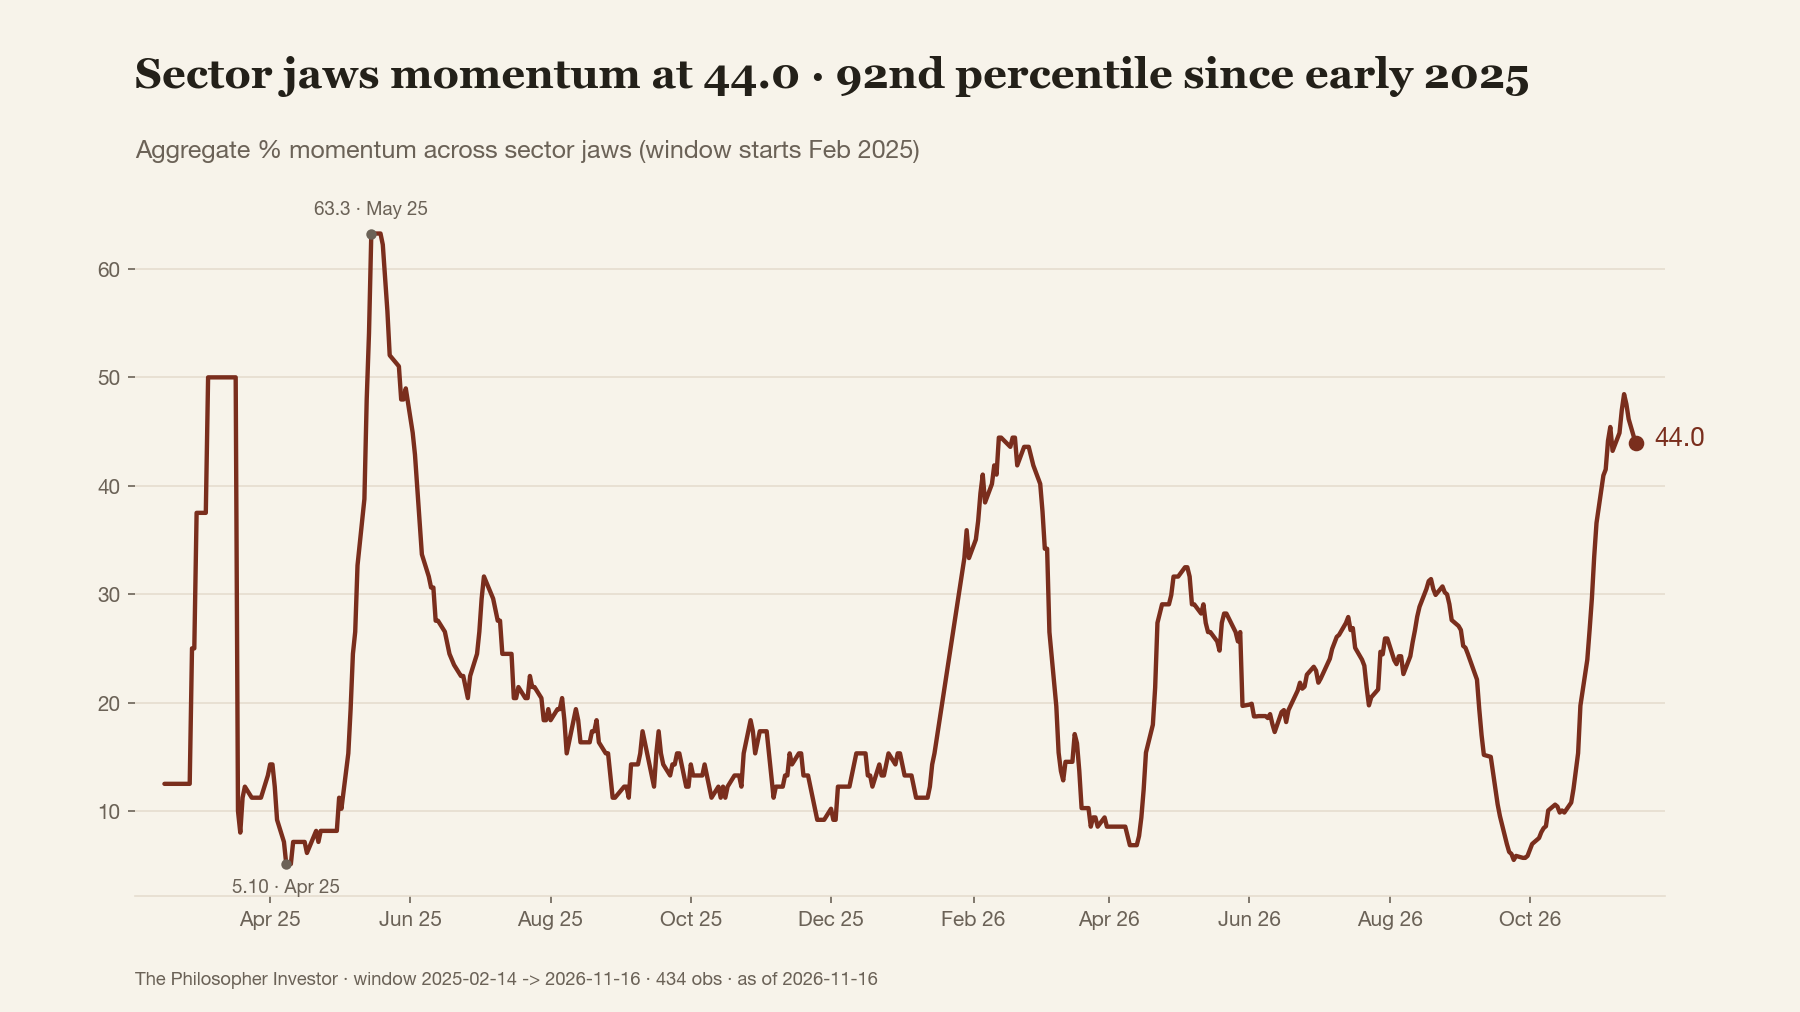 Sector jaws momentum at 44.0 · 92nd percentile since early 2025
Aggregate % momentum across sector jaws (window starts Feb 2025)
63.3 · May 25
60
50
44.0
40
30
20
10
5.10 · Apr 25
Apr 25 Jun 25 Aug 25 Oct 25 Dec 25 Feb 26 Apr 26 Jun 26 Aug 26 Oct 26
The Philosopher Investor · window 2025-02-14 -> 2026-11-16 · 434 obs · as of 2026-11-16